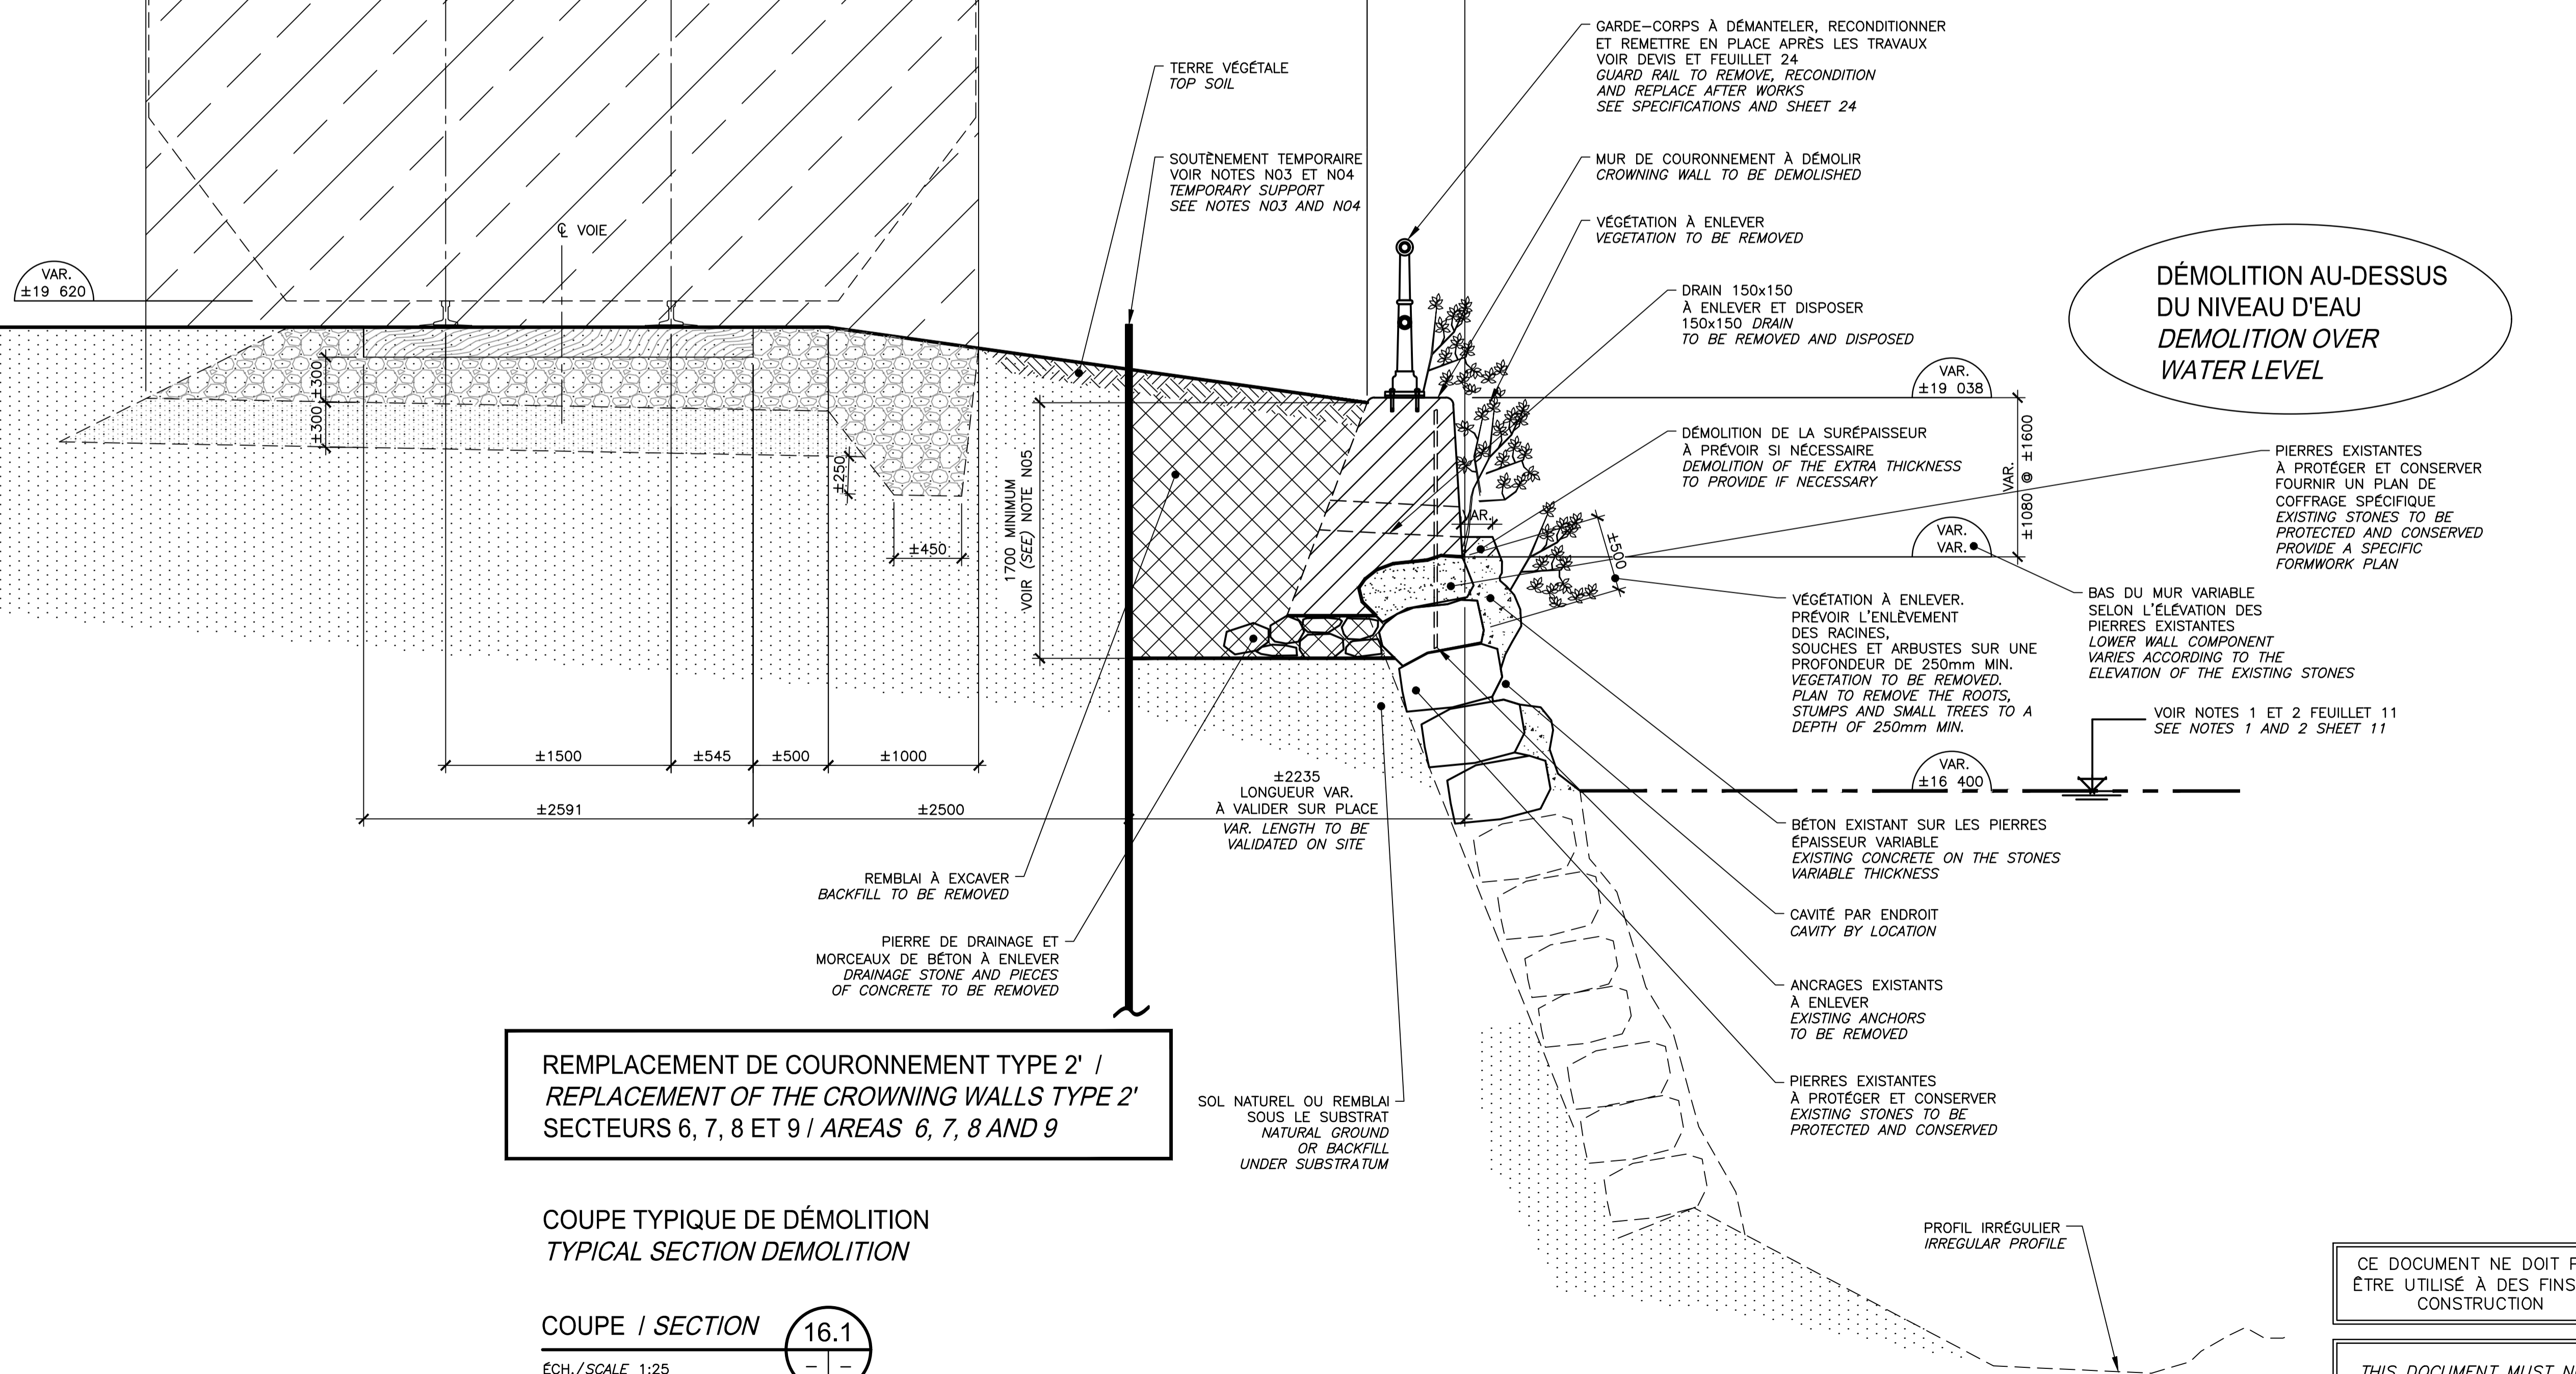 GARDE-CORPS À DÉMANTELER, RECONDITIONNER
ET REMETTRE EN PLACE APRÈS LES TRAVAUX
VOIR DEVIS ET FEUILLET 24
GUARD RAIL TO REMOVE, RECONDITION
AND REPLACE AFTER WORKS
SEE SPECIFICATIONS AND SHEET 24
TERRE VÉGÉTALE
TOP SOIL
SOUTÈNEMENT TEMPORAIRE
VOIR NOTES N03 ET N04
TEMPORARY SUPPORT
SEE NOTES N03 AND N04
MUR DE COURONNEMENT À DÉMOLIR
CROWNING WALL TO BE DEMOLISHED
VÉGÉTATION À ENLEVER
VEGETATION TO BE REMOVED
℄ VOIE
VAR.
±19 620
DRAIN 150x150
À ENLEVER ET DISPOSER
150x150 DRAIN
TO BE REMOVED AND DISPOSED
DÉMOLITION AU-DESSUS
DU NIVEAU D'EAU
DEMOLITION OVER
WATER LEVEL
VAR.
±19 038
±300
±300
±250
±450
1700 MINIMUM
VOIR (SEE) NOTE N05
DÉMOLITION DE LA SURÉPAISSEUR
À PRÉVOIR SI NÉCESSAIRE
DEMOLITION OF THE EXTRA THICKNESS
TO PROVIDE IF NECESSARY
VAR.
±1080 @ ±1600
PIERRES EXISTANTES
À PROTÉGER ET CONSERVER
FOURNIR UN PLAN DE
COFFRAGE SPÉCIFIQUE
EXISTING STONES TO BE
PROTECTED AND CONSERVED
PROVIDE A SPECIFIC
FORMWORK PLAN
VAR.
±500
VAR.
VAR.
VÉGÉTATION À ENLEVER.
PRÉVOIR L'ENLÈVEMENT
DES RACINES,
SOUCHES ET ARBUSTES SUR UNE
PROFONDEUR DE 250mm MIN.
VEGETATION TO BE REMOVED.
PLAN TO REMOVE THE ROOTS,
STUMPS AND SMALL TREES TO A
DEPTH OF 250mm MIN.
BAS DU MUR VARIABLE
SELON L'ÉLÉVATION DES
PIERRES EXISTANTES
LOWER WALL COMPONENT
VARIES ACCORDING TO THE
ELEVATION OF THE EXISTING STONES
VOIR NOTES 1 ET 2 FEUILLET 11
SEE NOTES 1 AND 2 SHEET 11
VAR.
±16 400
±1500
±545
±500
±1000
±2591
±2500
±2235
LONGUEUR VAR.
À VALIDER SUR PLACE
VAR. LENGTH TO BE
VALIDATED ON SITE
BÉTON EXISTANT SUR LES PIERRES
ÉPAISSEUR VARIABLE
EXISTING CONCRETE ON THE STONES
VARIABLE THICKNESS
REMBLAI À EXCAVER
BACKFILL TO BE REMOVED
CAVITÉ PAR ENDROIT
CAVITY BY LOCATION
PIERRE DE DRAINAGE ET
MORCEAUX DE BÉTON À ENLEVER
DRAINAGE STONE AND PIECES
OF CONCRETE TO BE REMOVED
ANCRAGES EXISTANTS
À ENLEVER
EXISTING ANCHORS
TO BE REMOVED
REMPLACEMENT DE COURONNEMENT TYPE 2' /
REPLACEMENT OF THE CROWNING WALLS TYPE 2'
SECTEURS 6, 7, 8 ET 9 / AREAS 6, 7, 8 AND 9
SOL NATUREL OU REMBLAI
SOUS LE SUBSTRAT
NATURAL GROUND
OR BACKFILL
UNDER SUBSTRATUM
PIERRES EXISTANTES
À PROTÉGER ET CONSERVER
EXISTING STONES TO BE
PROTECTED AND CONSERVED
COUPE TYPIQUE DE DÉMOLITION
TYPICAL SECTION DEMOLITION
PROFIL IRRÉGULIER
IRREGULAR PROFILE
COUPE / SECTION
16.1
- -
ÉCH./SCALE 1:25
CE DOCUMENT NE DOIT
ÊTRE UTILISÉ À DES FINS
CONSTRUCTION
THIS DOCUMENT MUST